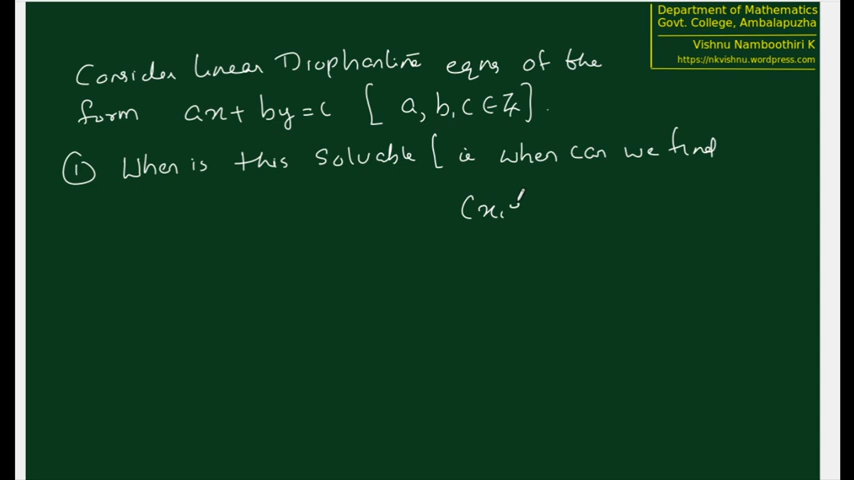 Department of Mathematics
Govt. College, Ambalapuzha
Vishnu Namboothiri K
https://nkvishnu.wordpress.com
Consider linear Diophantine eqns of the
form ax + by = c [ a, b, c ∈ ℤ ].
① When is this soluable [ ie when can we find
(x,